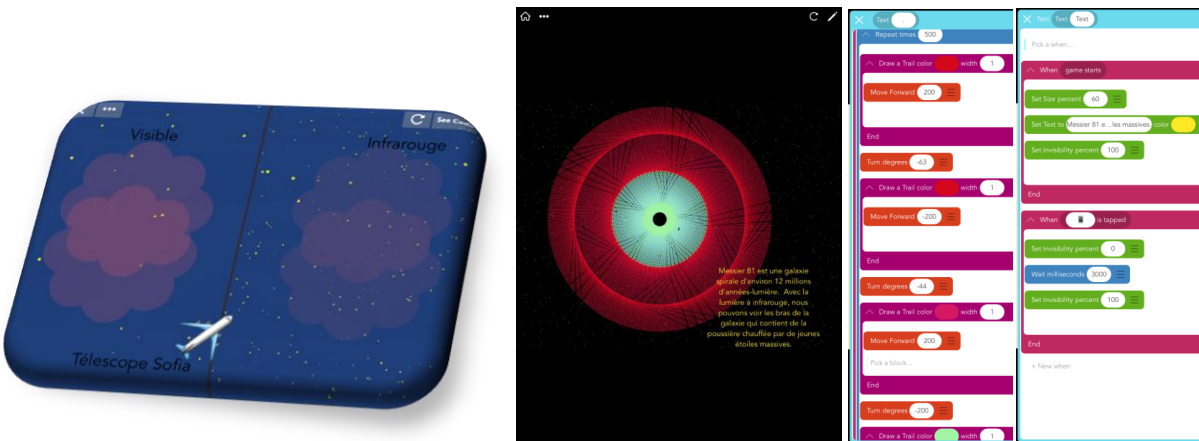 Visible
Infrarouge
See Code
Télescope Sofia
Messier 81 est une galaxie
spirale d'environ 12 millions
d'années-lumière. Avec la
lumière à infrarouge, nous
pouvons voir les bras de la
galaxie qui contient de la
poussière chauffée par de jeunes
étoiles massives.
Text .
Repeat times 500
Draw a Trail color width 1
Move Forward 200
End
Turn degrees -63
Draw a Trail color width 1
Move Forward -200
End
Turn degrees -44
Draw a Trail color width 1
Move Forward 200
Pick a block...
End
Turn degrees -200
Draw a Trail color width 1
Text Text Text
Pick a when...
When game starts
Set Size percent 60
Set Text to Messier 81 e...les massives. color
Set Invisibility percent 100
End
When is tapped
Set Invisibility percent 0
Wait milliseconds 3000
Set Invisibility percent 100
End
+ New when